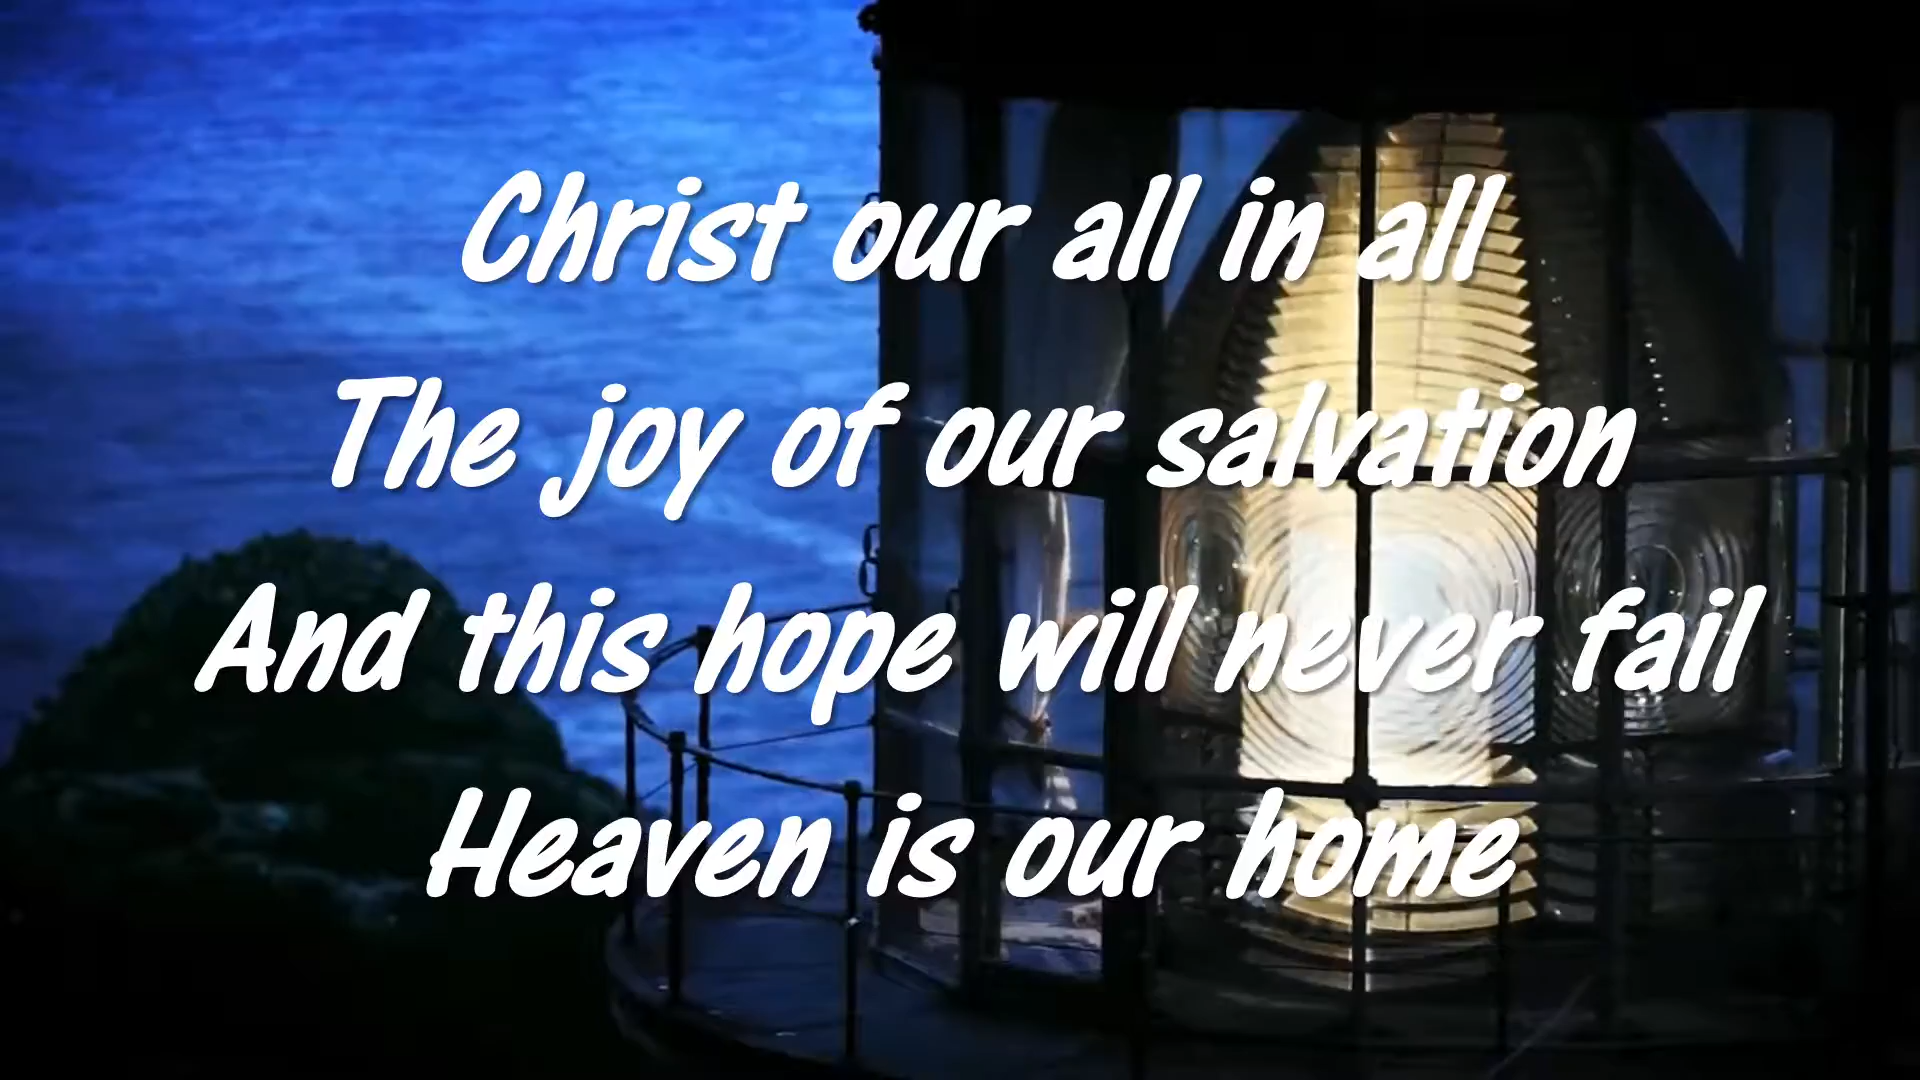 Christ our all in all
The joy of our salvation
And this hope will never fail
Heaven is our home